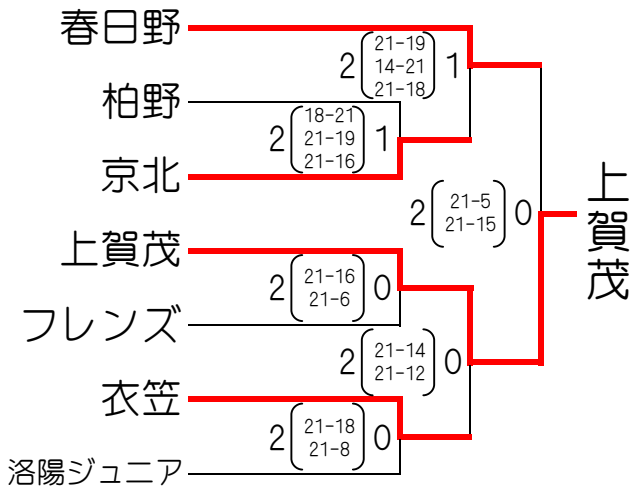 春日野
2 21-19 1
14-21
21-18
柏野
2 18-21 1
21-19
21-16
京北
上賀茂
2 21-5 0
21-15
上賀茂
2 21-16 0
21-6
フレンズ
2 21-14 0
21-12
衣笠
2 21-18 0
21-8
洛陽ジュニア